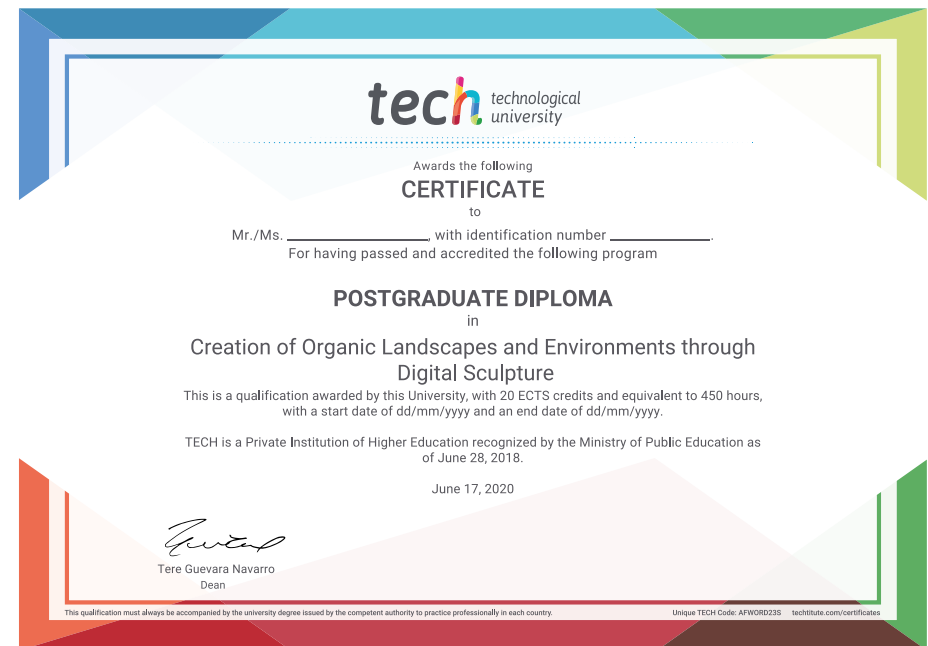 tech technological
university
Awards the following
CERTIFICATE
to
Mr./Ms. ____________________, with identification number ______________.
For having passed and accredited the following program
POSTGRADUATE DIPLOMA
in
Creation of Organic Landscapes and Environments through
Digital Sculpture
This is a qualification awarded by this University, with 20 ECTS credits and equivalent to 450 hours,
with a start date of dd/mm/yyyy and an end date of dd/mm/yyyy.
TECH is a Private Institution of Higher Education recognized by the Ministry of Public Education as
of June 28, 2018.
June 17, 2020
Tere Guevara Navarro
Dean
This qualification must always be accompanied by the university degree issued by the competent authority to practice professionally in each country. Unique TECH Code: AFWORD23S techtitute.com/certificates